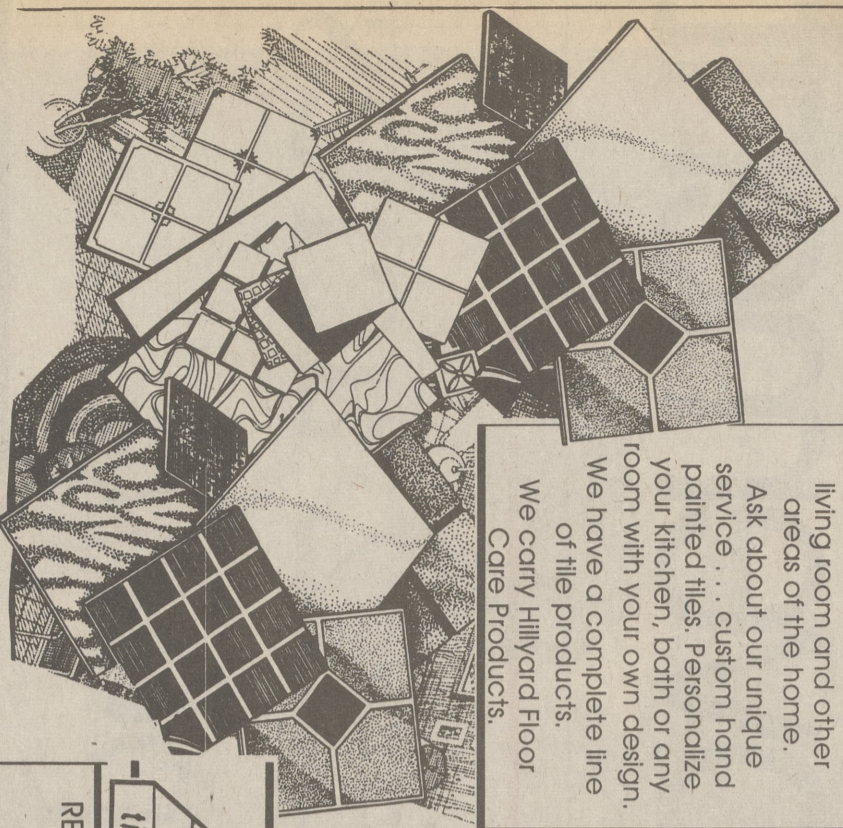 living room and other
areas of the home.
Ask about our unique
service . . . custom hand
painted tiles. Personalize
your kitchen, bath or any
room with your own design.
We have a complete line
of tile products.
We carry Hillyard Floor
Care Products.
RE